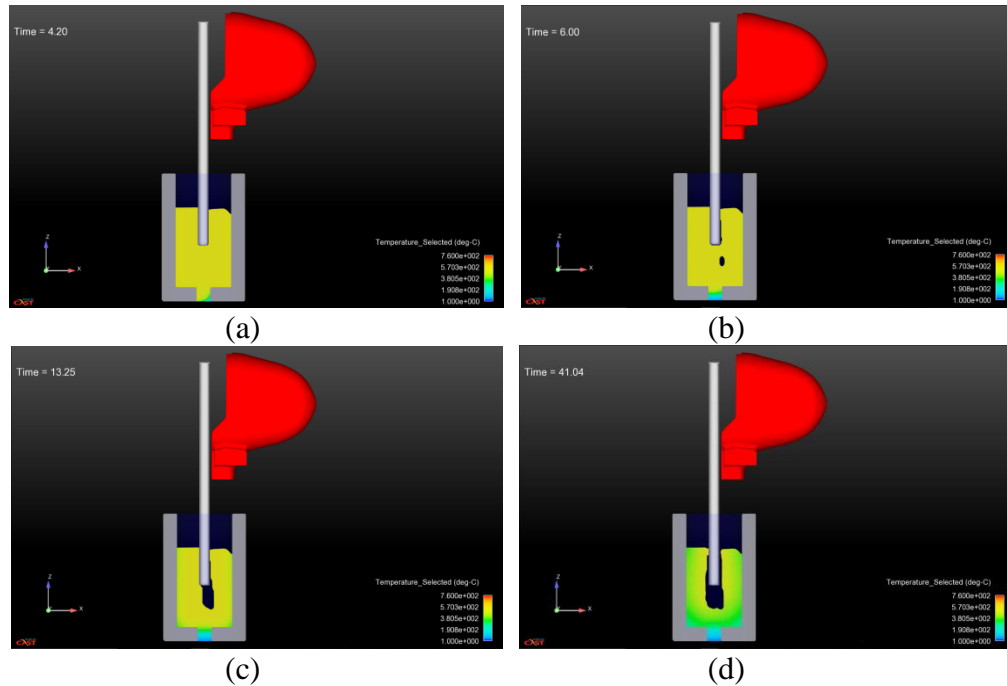 Time = 4.20
Z
X
Temperature_Selected (deg-C)
7.600e+002
5.703e+002
3.805e+002
1.908e+002
1.000e+000
CAST
(a)
Time = 6.00
Z
X
Temperature_Selected (deg-C)
7.600e+002
5.703e+002
3.805e+002
1.908e+002
1.000e+000
CAST
(b)
Time = 13.25
Z
X
Temperature_Selected (deg-C)
7.600e+002
5.703e+002
3.805e+002
1.908e+002
1.000e+000
CAST
(c)
Time = 41.04
Z
X
Temperature_Selected (deg-C)
7.600e+002
5.703e+002
3.805e+002
1.908e+002
1.000e+000
CAST
(d)